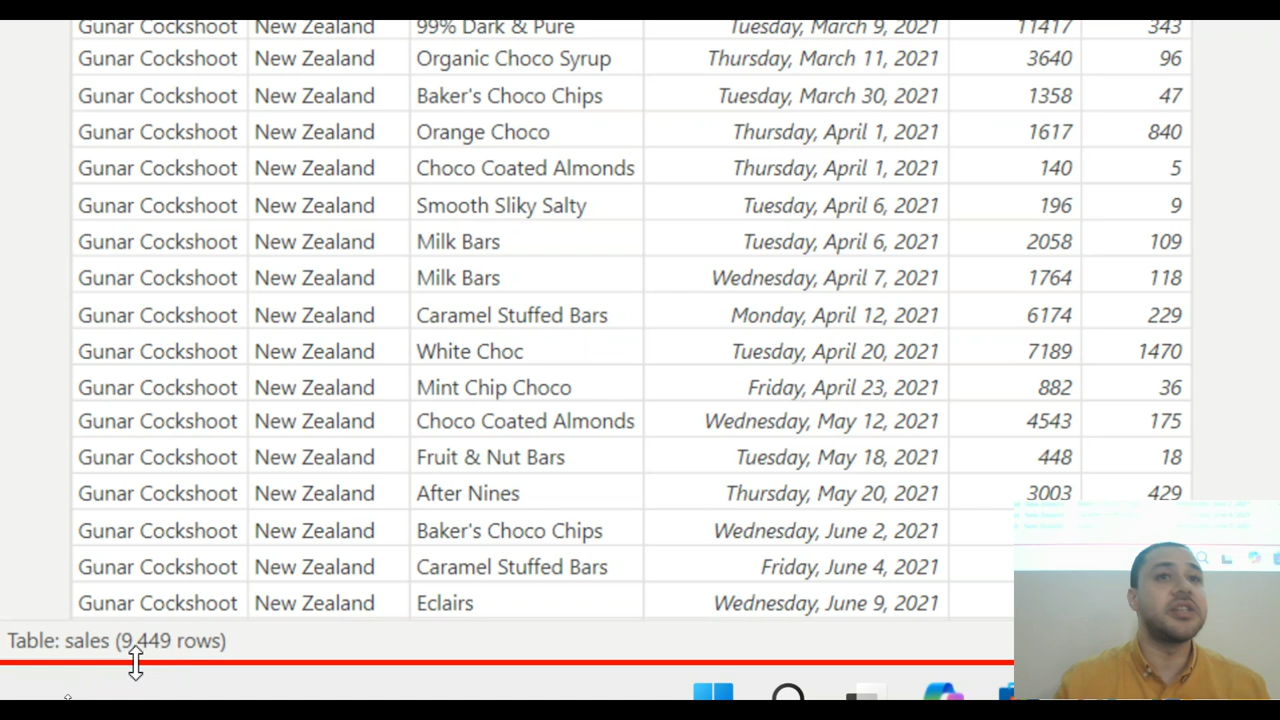 Gunar Cockshoot New Zealand 99% Dark & Pure Tuesday, March 9, 2021 11417 343
Gunar Cockshoot New Zealand Organic Choco Syrup Thursday, March 11, 2021 3640 96
Gunar Cockshoot New Zealand Baker's Choco Chips Tuesday, March 30, 2021 1358 47
Gunar Cockshoot New Zealand Orange Choco Thursday, April 1, 2021 1617 840
Gunar Cockshoot New Zealand Choco Coated Almonds Thursday, April 1, 2021 140 5
Gunar Cockshoot New Zealand Smooth Sliky Salty Tuesday, April 6, 2021 196 9
Gunar Cockshoot New Zealand Milk Bars Tuesday, April 6, 2021 2058 109
Gunar Cockshoot New Zealand Milk Bars Wednesday, April 7, 2021 1764 118
Gunar Cockshoot New Zealand Caramel Stuffed Bars Monday, April 12, 2021 6174 229
Gunar Cockshoot New Zealand White Choc Tuesday, April 20, 2021 7189 1470
Gunar Cockshoot New Zealand Mint Chip Choco Friday, April 23, 2021 882 36
Gunar Cockshoot New Zealand Choco Coated Almonds Wednesday, May 12, 2021 4543 175
Gunar Cockshoot New Zealand Fruit & Nut Bars Tuesday, May 18, 2021 448 18
Gunar Cockshoot New Zealand After Nines Thursday, May 20, 2021 3003 429
Gunar Cockshoot New Zealand Baker's Choco Chips Wednesday, June 2, 2021
Gunar Cockshoot New Zealand Caramel Stuffed Bars Friday, June 4, 2021
Gunar Cockshoot New Zealand Eclairs Wednesday, June 9, 2021
Table: sales (9,449 rows)